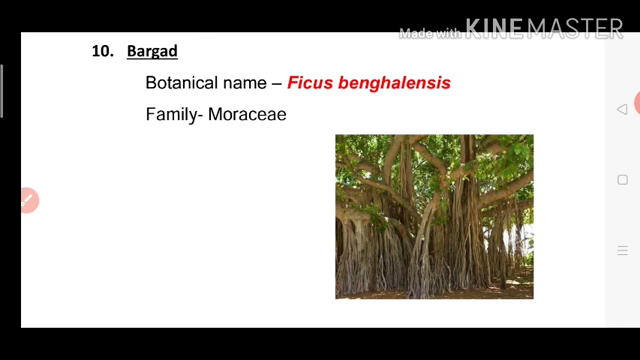 Made with KINEMASTER
10. Bargad
Botanical name – Ficus benghalensis
Family- Moraceae